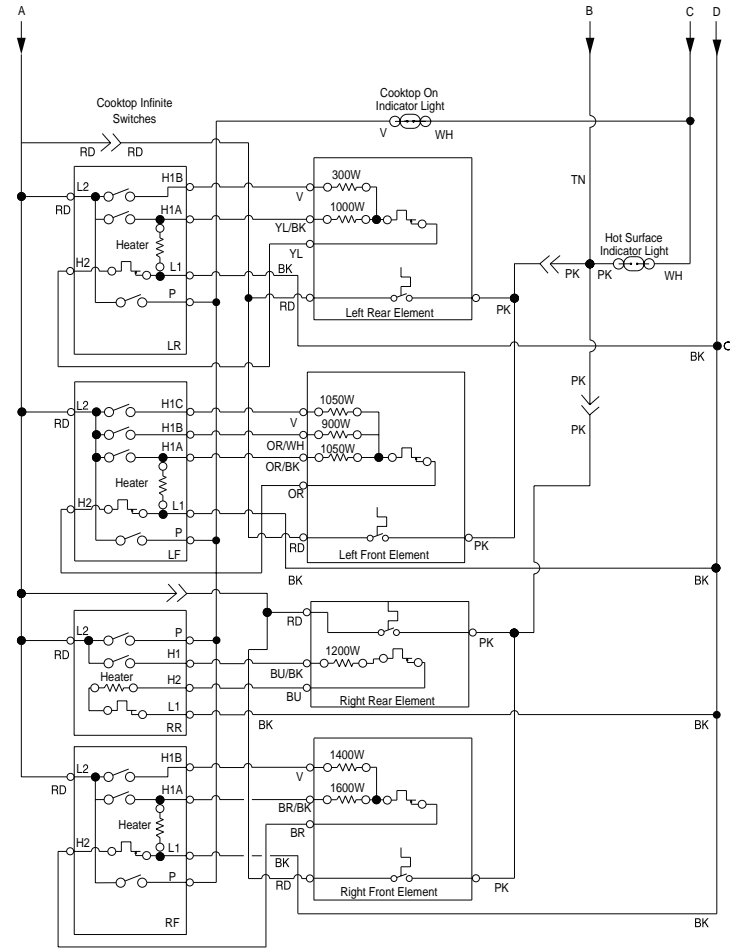 A B C D
Cooktop On
Indicator Light
Cooktop Infinite
Switches
V WH
RD RD
H1B 300W
L2 V TN
RD H1A 1000W
YL/BK
Heater YL Hot Surface
Indicator Light
H2 L1 BK PK PK WH
P RD PK
Left Rear Element
LR BK
PK
H1C 1050W
L2 V PK
RD H1B 900W
OR/WH
H1A 1050W
OR/BK
Heater
H2 L1 OR
P RD PK
LF Left Front Element
BK BK
RD
L2 P PK
RD H1 1200W
Heater BU/BK
H2 BU
L1 Right Rear Element
RR BK BK
H1B 1400W
L2 V
RD H1A 1600W
BR/BK
Heater BR
H2 L1 BK
P RD PK
Right Front Element
RF BK